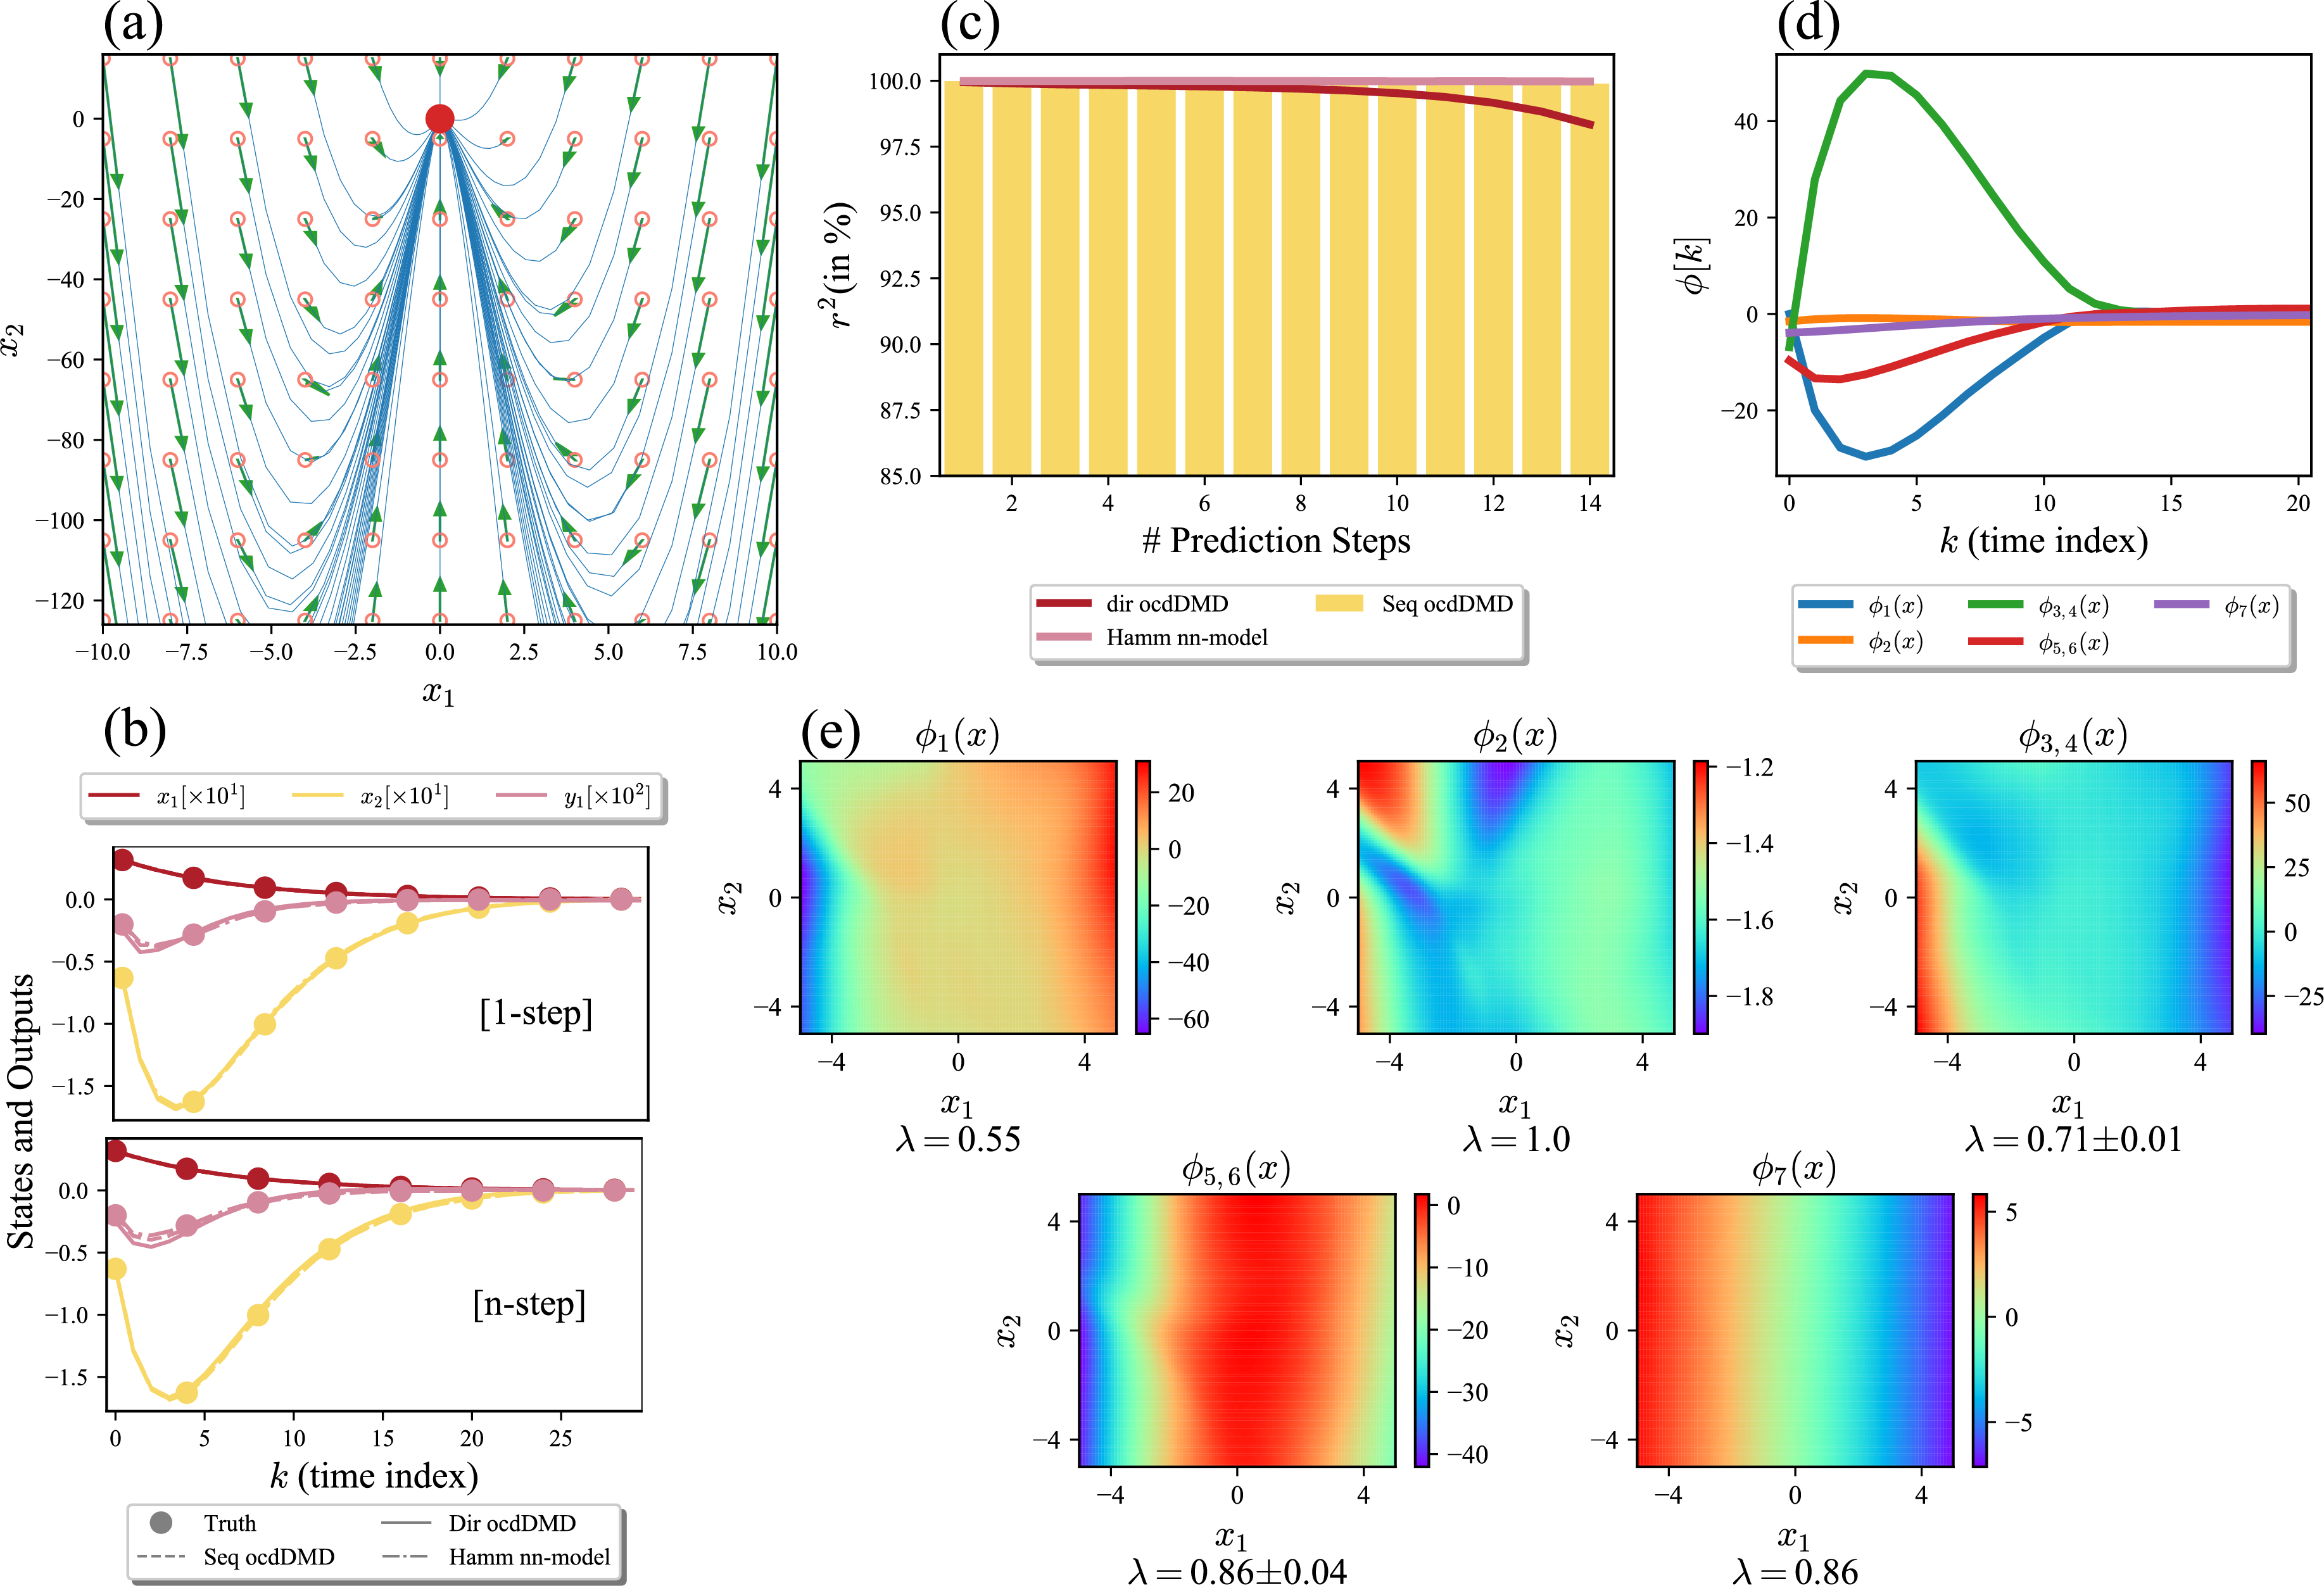 (a)
0
−20
−40
−60
−80
−100
−120
x₂
−10.0 −7.5 −5.0 −2.5 0.0 2.5 5.0 7.5 10.0
x₁
(c)
100.0
97.5
95.0
92.5
90.0
87.5
85.0
r²(in %)
2 4 6 8 10 12 14
# Prediction Steps
dir ocdDMD Seq ocdDMD
Hamm nn-model
(d)
40
20
0
−20
ϕ[k]
0 5 10 15 20
k (time index)
ϕ₁(x) ϕ₃,₄(x) ϕ₇(x)
ϕ₂(x) ϕ₅,₆(x)
(b)
x₁[×10¹] x₂[×10¹] y₁[×10²]
States and Outputs
0.0
−0.5
−1.0
−1.5
[1-step]
0.0
−0.5
−1.0
−1.5
[n-step]
0 5 10 15 20 25
k (time index)
Truth Dir ocdDMD
Seq ocdDMD Hamm nn-model
(e)
ϕ₁(x)
4
0
−4
x₂
−4 0 4
x₁
λ = 0.55
20
0
−20
−40
−60
ϕ₂(x)
4
0
−4
x₂
−4 0 4
x₁
λ = 1.0
−1.2
−1.4
−1.6
−1.8
ϕ₃,₄(x)
4
0
−4
x₂
−4 0 4
x₁
λ = 0.71±0.01
50
25
0
−25
ϕ₅,₆(x)
4
0
−4
x₂
−4 0 4
x₁
λ = 0.86±0.04
0
−10
−20
−30
−40
ϕ₇(x)
4
0
−4
x₂
−4 0 4
x₁
λ = 0.86
5
0
−5